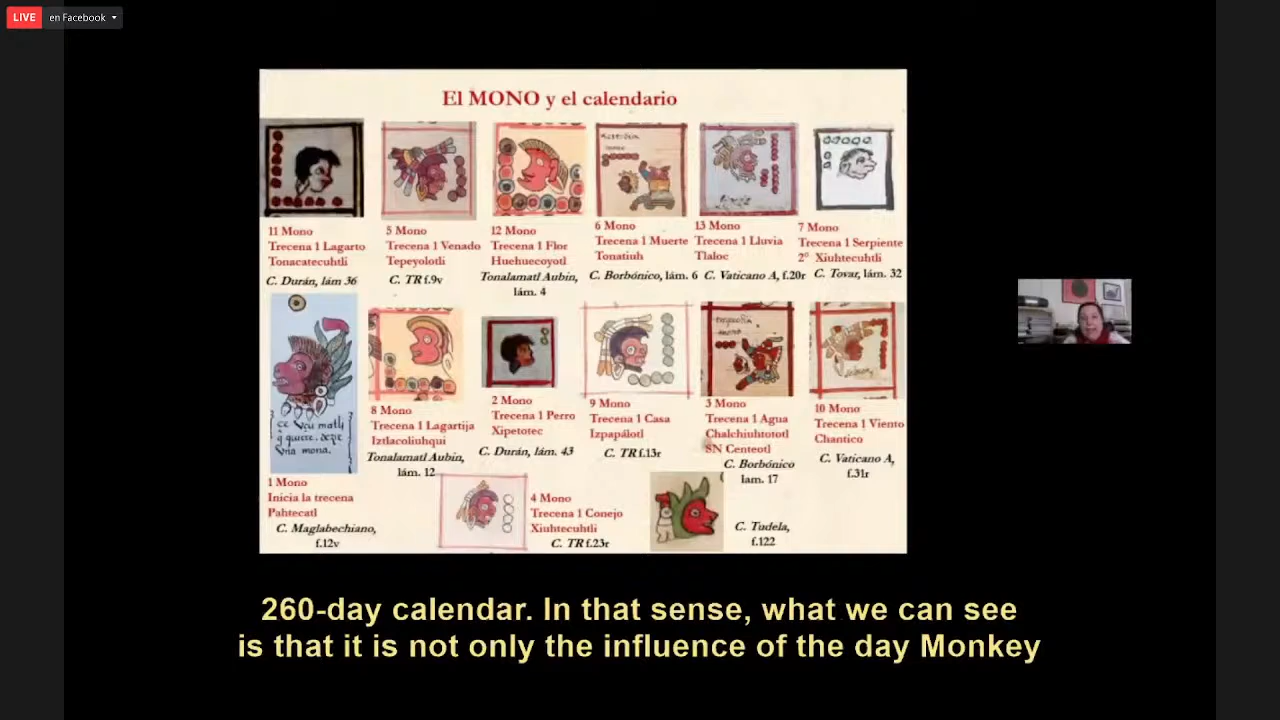 LIVE en Facebook
El MONO y el calendario
11 Mono
Trecena 1 Lagarto
Tonacatecuhtli
C. Durán, lám 36
5 Mono
Trecena 1 Venado
Tepeyolotli
C. TR f.9v
12 Mono
Trecena 1 Flor
Huehuecoyotl
Tonalamatl Aubin,
lám. 4
6 Mono
Trecena 1 Muerte
Tonatiuh
C. Borbónico, lám. 6
13 Mono
Trecena 1 Lluvia
Tlaloc
C. Vaticano A, f.20r
7 Mono
Trecena 1 Serpiente
2° Xiuhtecuhtli
C. Tovar, lám. 32
1 Mono
Inicia la trecena
Pahtecatl
C. Maglabechiano,
f.12v
8 Mono
Trecena 1 Lagartija
Iztlacoliuhqui
Tonalamatl Aubin,
lám. 12
2 Mono
Trecena 1 Perro
Xipetotec
C. Durán, lám. 43
9 Mono
Trecena 1 Casa
Izpapálotl
C. TR f.13r
3 Mono
Trecena 1 Agua
Chalchiuhtototl
SN Centeotl
C. Borbónico
lam. 17
10 Mono
Trecena 1 Viento
Chantico
C. Vaticano A,
f.31r
4 Mono
Trecena 1 Conejo
Xiuhtecuhtli
C. TR f.23r
C. Tudela,
f.122
260-day calendar. In that sense, what we can see
is that it is not only the influence of the day Monkey